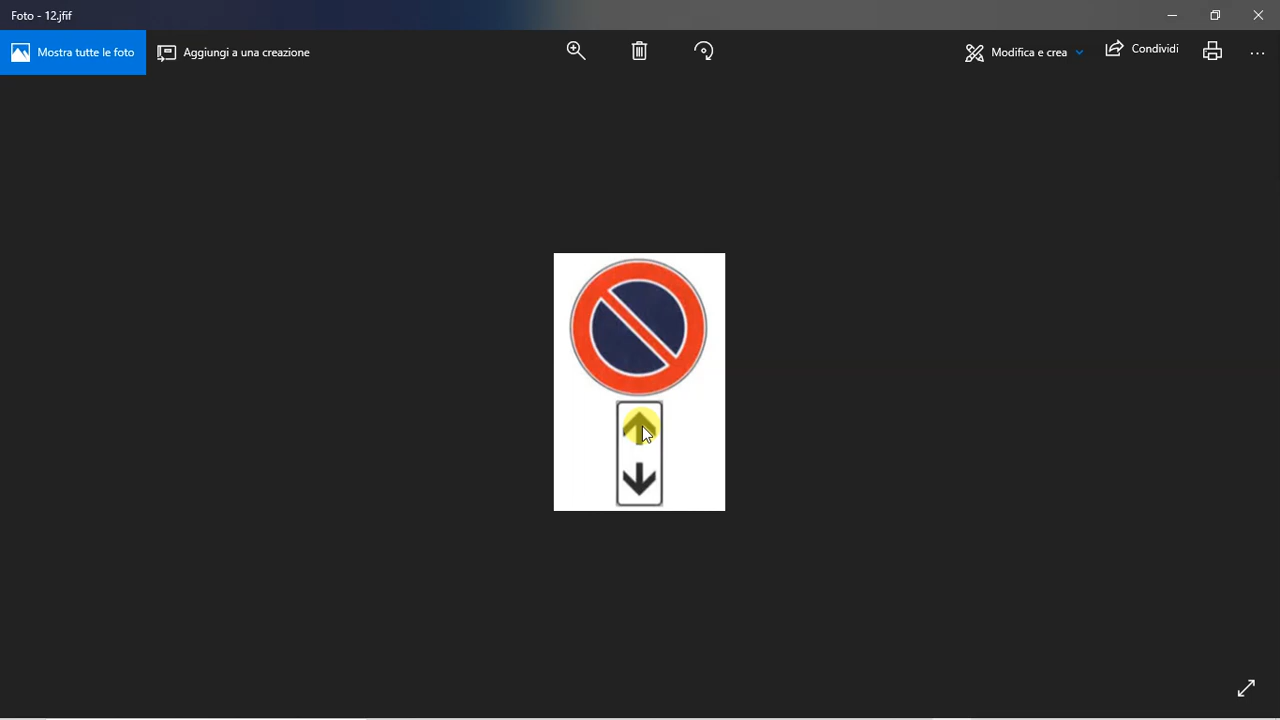 Foto - 12.jfif
Mostra tutte le foto
Aggiungi a una creazione
Modifica e crea
Condividi